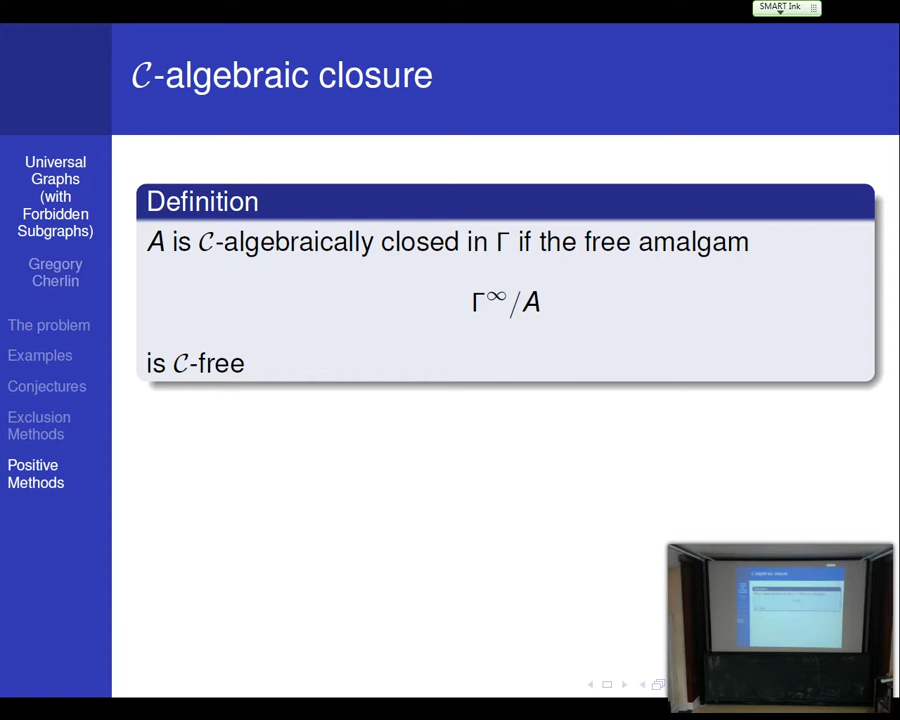 SMART Ink
𝒞-algebraic closure
Universal
Graphs
(with
Forbidden
Subgraphs)
Gregory
Cherlin
The problem
Examples
Conjectures
Exclusion
Methods
Positive
Methods
Definition
A is 𝒞-algebraically closed in Γ if the free amalgam
Γ^∞/A
is 𝒞-free